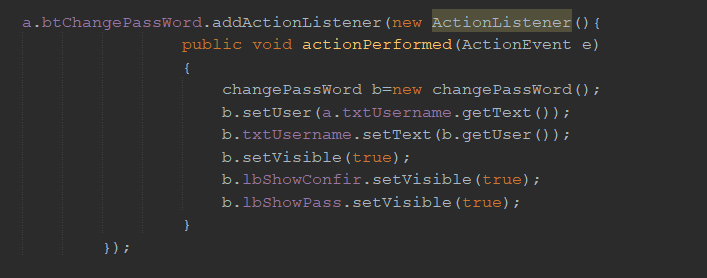 a.btChangePassWord.addActionListener(new ActionListener(){
public void actionPerformed(ActionEvent e)
{
changePassWord b=new changePassWord();
b.setUser(a.txtUsername.getText());
b.txtUsername.setText(b.getUser());
b.setVisible(true);
b.lbShowConfir.setVisible(true);
b.lbShowPass.setVisible(true);
}
});